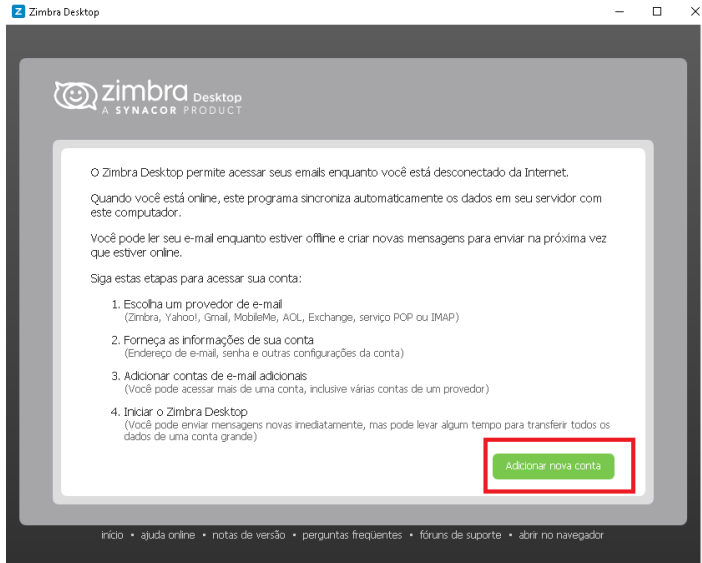 Zimbra Desktop
zimbra Desktop
A SYNACOR PRODUCT
O Zimbra Desktop permite acessar seus emails enquanto você está desconectado da Internet.
Quando você está online, este programa sincroniza automaticamente os dados em seu servidor com
este computador.
Você pode ler seu e-mail enquanto estiver offline e criar novas mensagens para enviar na próxima vez
que estiver online.
Siga estas etapas para acessar sua conta:
1. Escolha um provedor de e-mail
(Zimbra, Yahoo!, Gmail, MobileMe, AOL, Exchange, serviço POP ou IMAP)
2. Forneça as informações de sua conta
(Endereço de e-mail, senha e outras configurações da conta)
3. Adicionar contas de e-mail adicionais
(Você pode acessar mais de uma conta, inclusive várias contas de um provedor)
4. Iniciar o Zimbra Desktop
(Você pode enviar mensagens novas imediatamente, mas pode levar algum tempo para transferir todos os
dados de uma conta grande)
Adicionar nova conta
início • ajuda online • notas de versão • perguntas freqüentes • fóruns de suporte • abrir no navegador